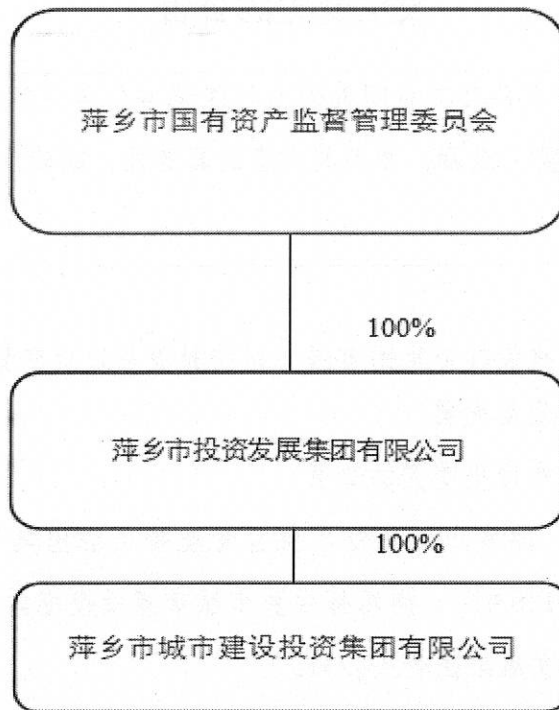 萍乡市国有资产监督管理委员会
100%
萍乡市投资发展集团有限公司
100%
萍乡市城市建设投资集团有限公司